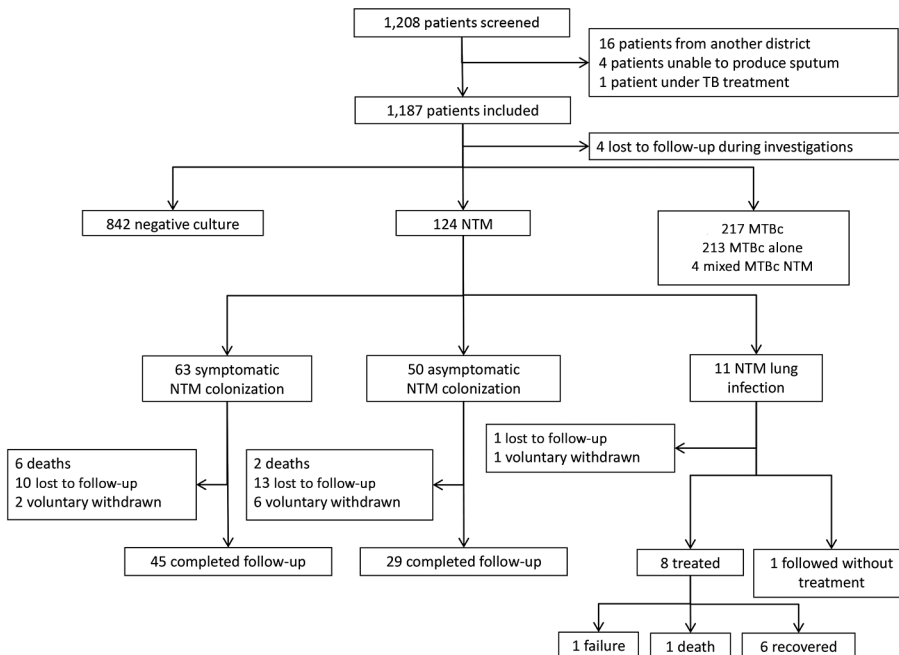 1,208 patients screened
16 patients from another district
4 patients unable to produce sputum
1 patient under TB treatment
1,187 patients included
4 lost to follow-up during investigations
842 negative culture
124 NTM
217 MTBc
213 MTBc alone
4 mixed MTBc NTM
63 symptomatic
NTM colonization
50 asymptomatic
NTM colonization
11 NTM lung
infection
6 deaths
10 lost to follow-up
2 voluntary withdrawn
2 deaths
13 lost to follow-up
6 voluntary withdrawn
1 lost to follow-up
1 voluntary withdrawn
45 completed follow-up
29 completed follow-up
8 treated
1 followed without
treatment
1 failure
1 death
6 recovered